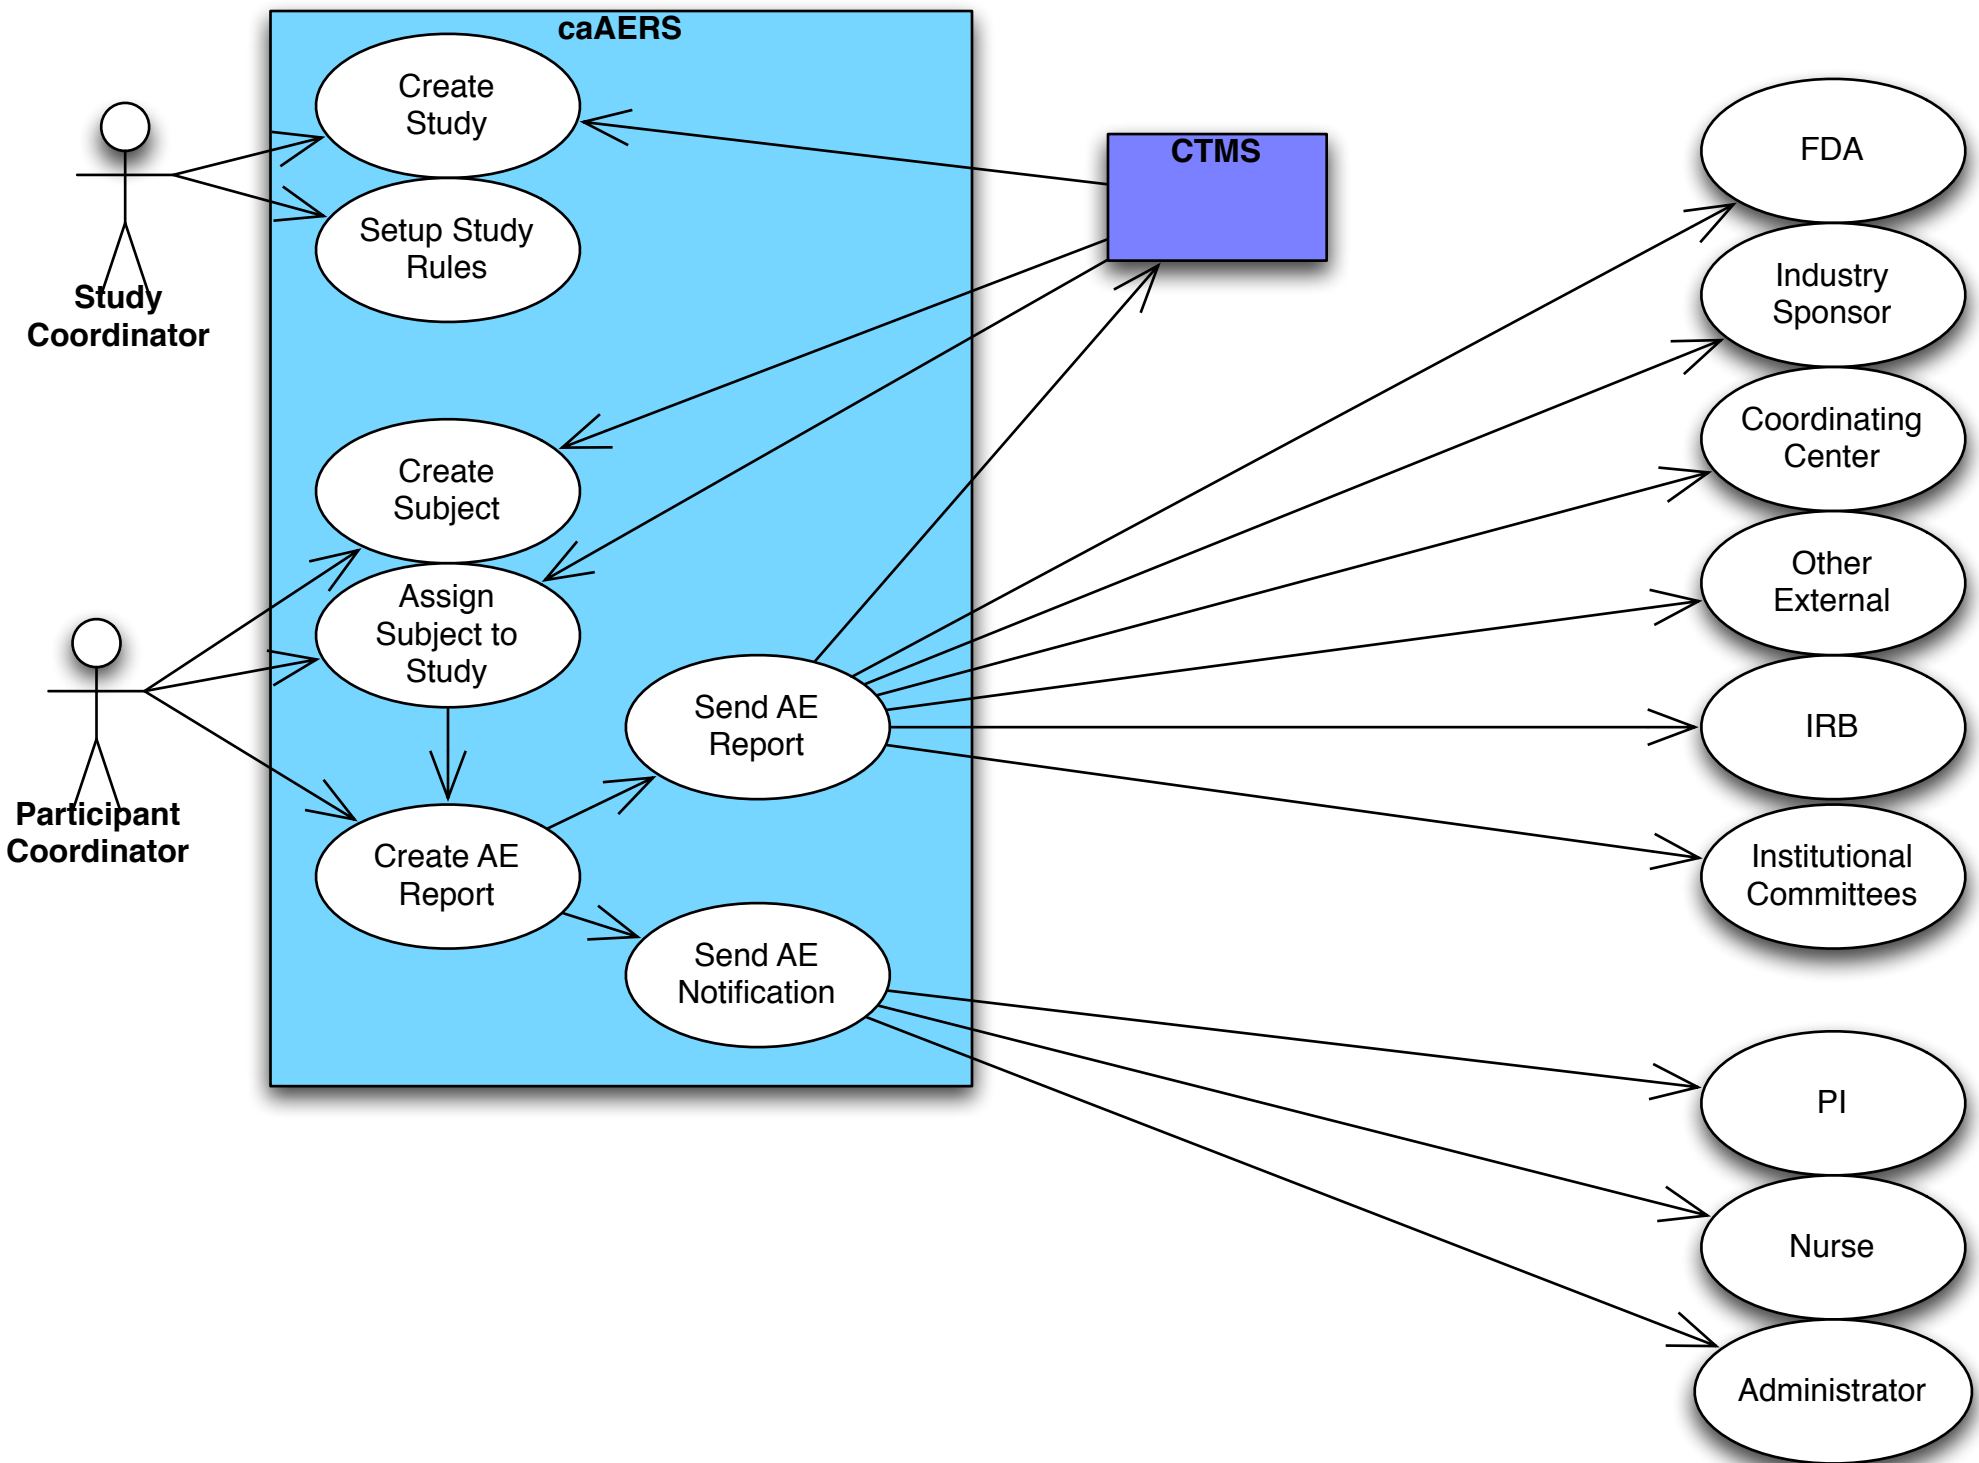 caAERS
Create
Study
Setup Study
Rules
Study
Coordinator
CTMS
Create
Subject
Assign
Subject to
Study
Participant
Coordinator
Create AE
Report
Send AE
Report
Send AE
Notification
FDA
Industry
Sponsor
Coordinating
Center
Other
External
IRB
Institutional
Committees
PI
Nurse
Administrator